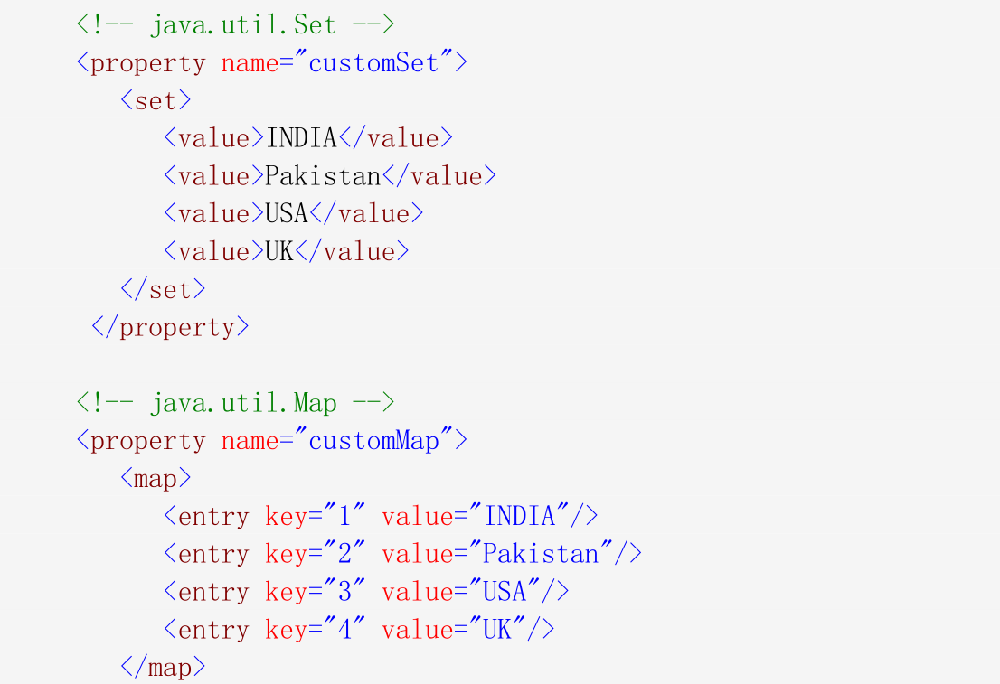 <!-- java.util.Set -->
<property name="customSet">
<set>
<value>INDIA</value>
<value>Pakistan</value>
<value>USA</value>
<value>UK</value>
</set>
</property>
<!-- java.util.Map -->
<property name="customMap">
<map>
<entry key="1" value="INDIA"/>
<entry key="2" value="Pakistan"/>
<entry key="3" value="USA"/>
<entry key="4" value="UK"/>
</map>